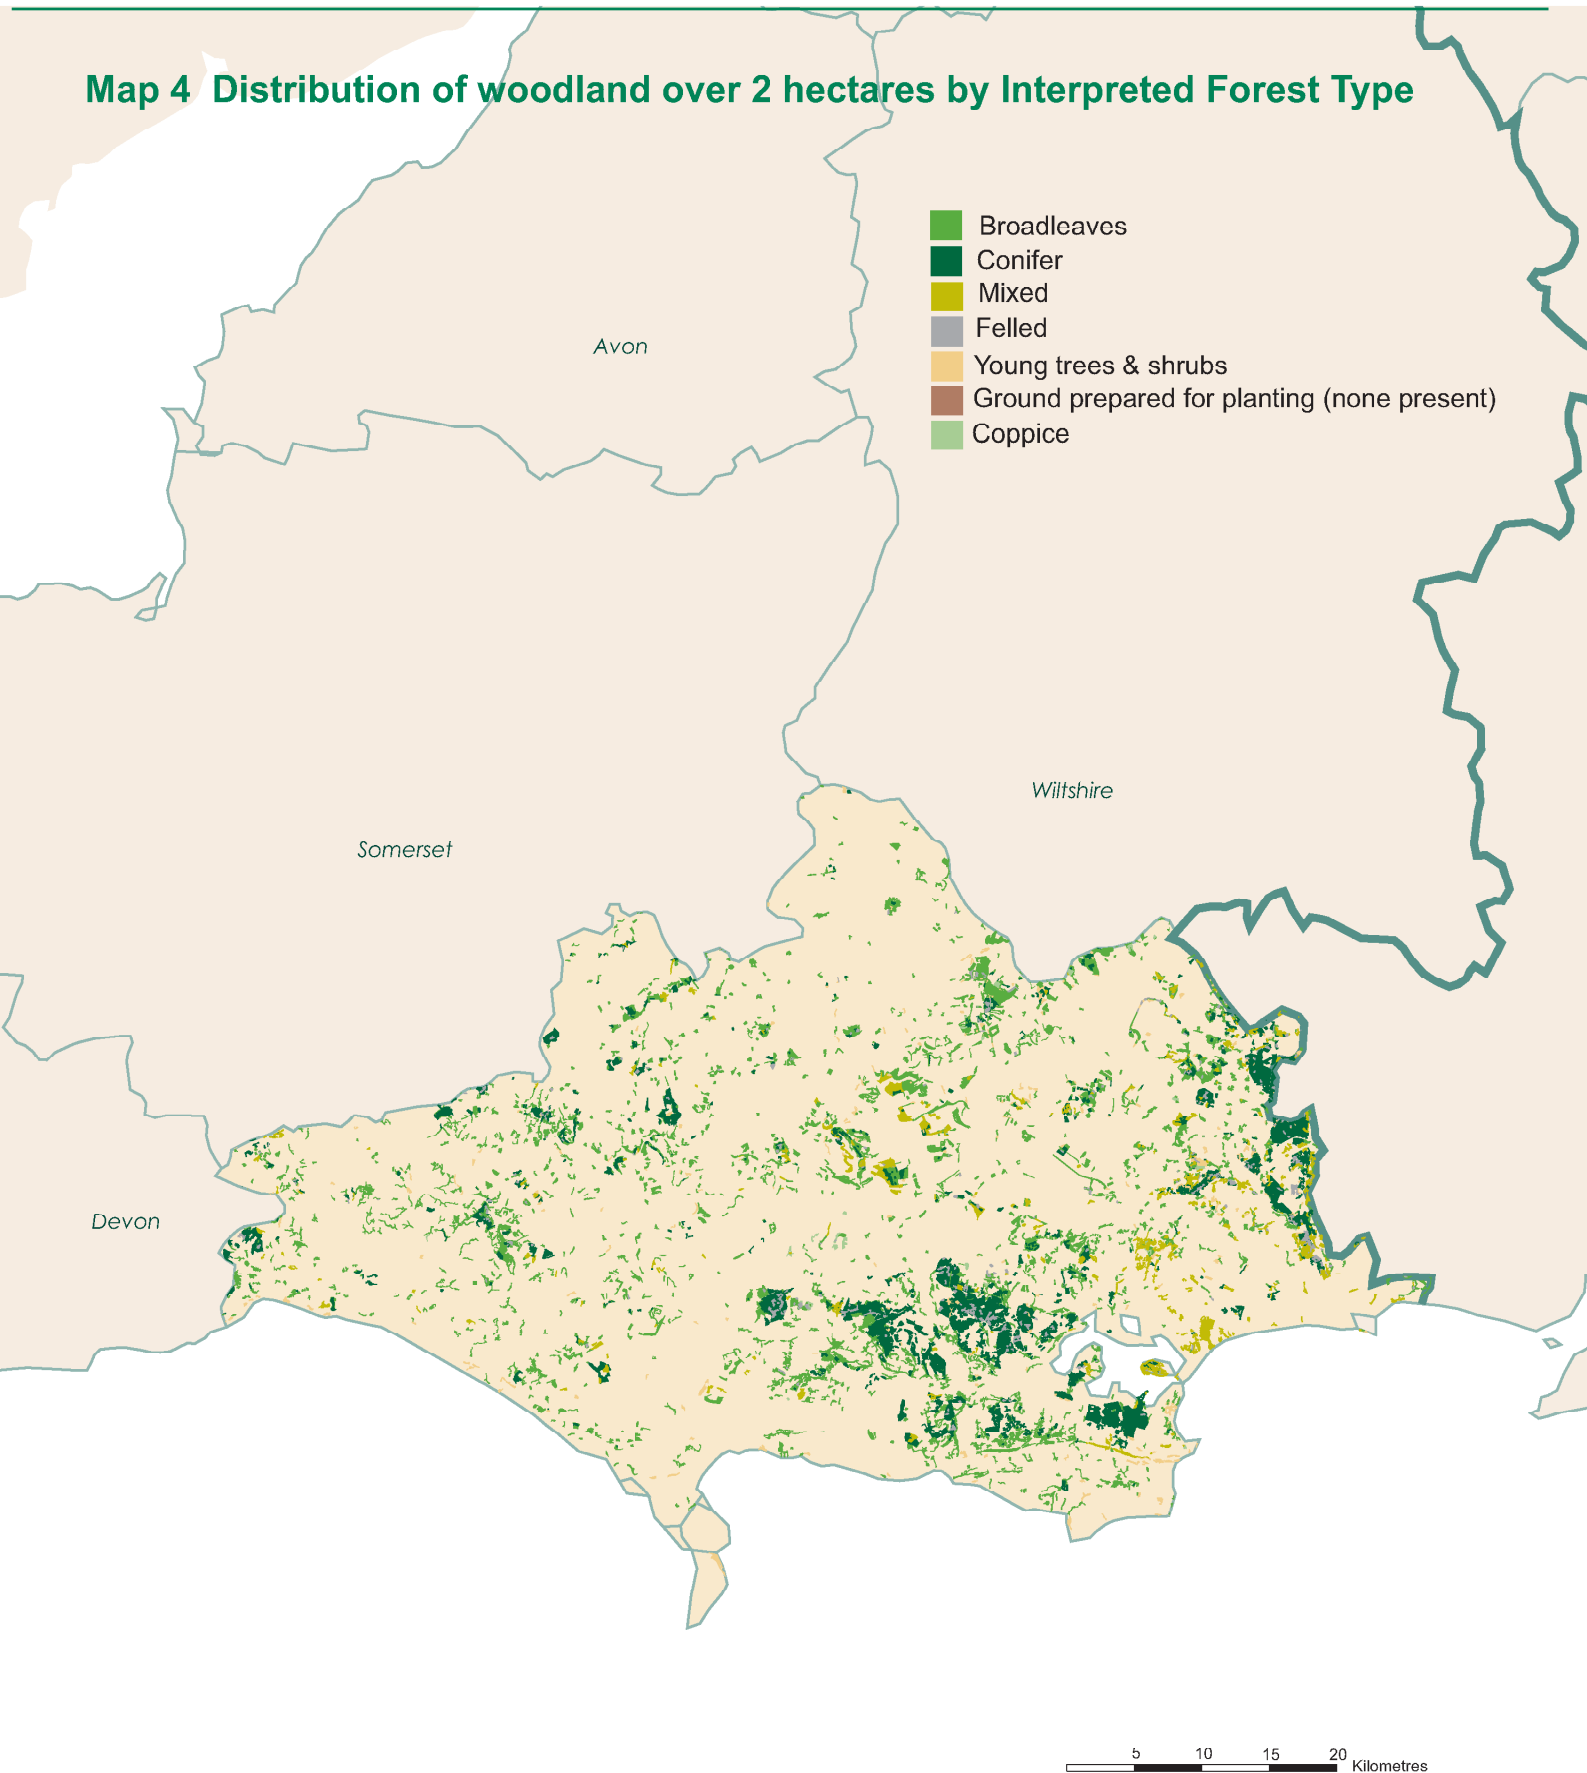 Map 4 Distribution of woodland over 2 hectares by Interpreted Forest Type
Broadleaves
Conifer
Mixed
Felled
Young trees & shrubs
Ground prepared for planting (none present)
Coppice
Avon
Wiltshire
Somerset
Devon
5 10 15 20 Kilometres